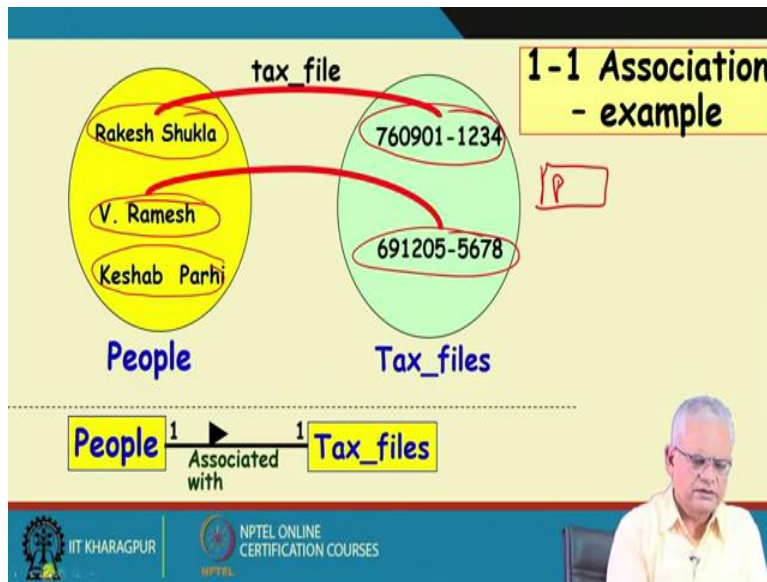 tax_file
1-1 Association
- example
Rakesh Shukla
760901-1234
P
V. Ramesh
691205-5678
Keshab Parhi
People
Tax_files
People
1
1
Tax_files
Associated
with
IIT KHARAGPUR
NPTEL
NPTEL ONLINE
CERTIFICATION COURSES